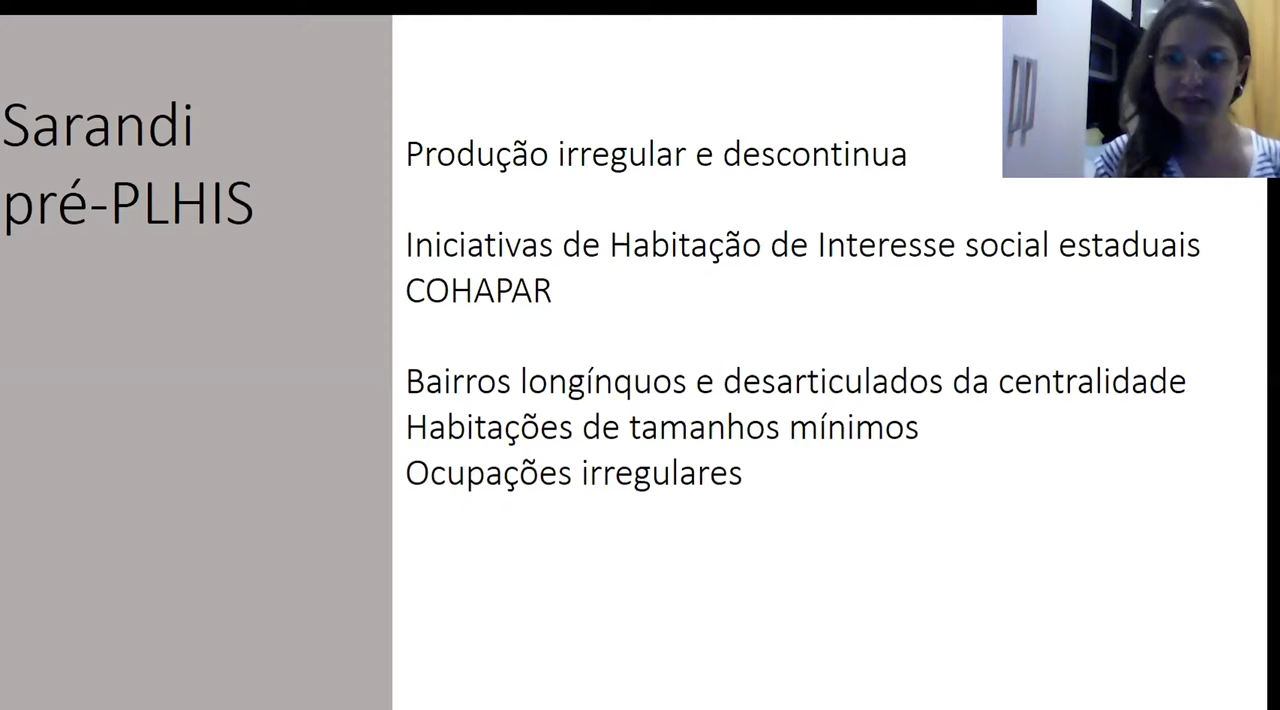 Sarandi
pré-PLHIS
Produção irregular e descontinua
Iniciativas de Habitação de Interesse social estaduais
COHAPAR
Bairros longínquos e desarticulados da centralidade
Habitações de tamanhos mínimos
Ocupações irregulares